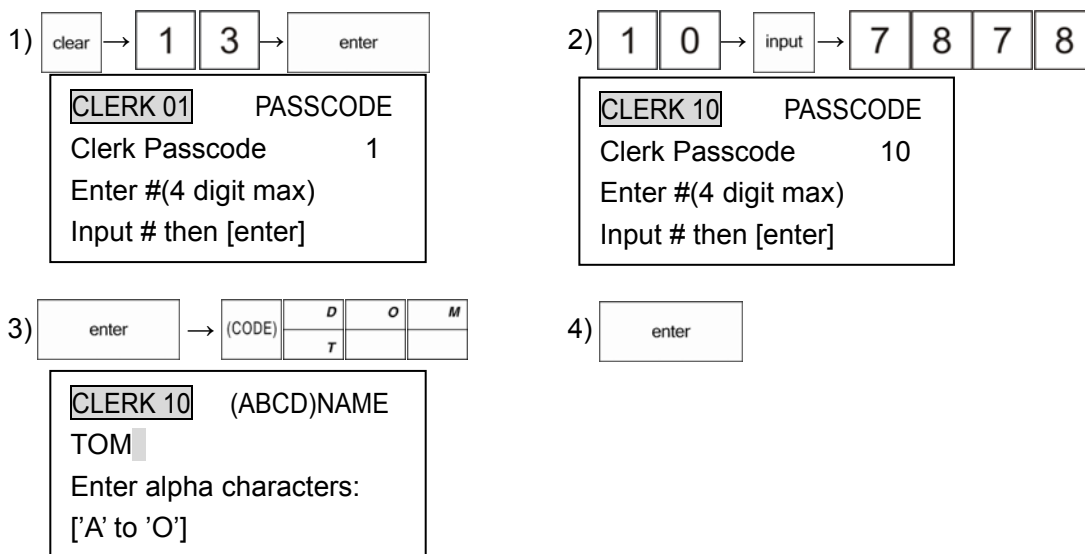 1) clear → 1 3 → enter
CLERK 01 PASSCODE
Clerk Passcode 1
Enter #(4 digit max)
Input # then [enter]
2) 1 0 → input → 7 8 7 8
CLERK 10 PASSCODE
Clerk Passcode 10
Enter #(4 digit max)
Input # then [enter]
3) enter → (CODE) D O M
T
CLERK 10 (ABCD)NAME
TOM
Enter alpha characters:
['A' to 'O']
4) enter